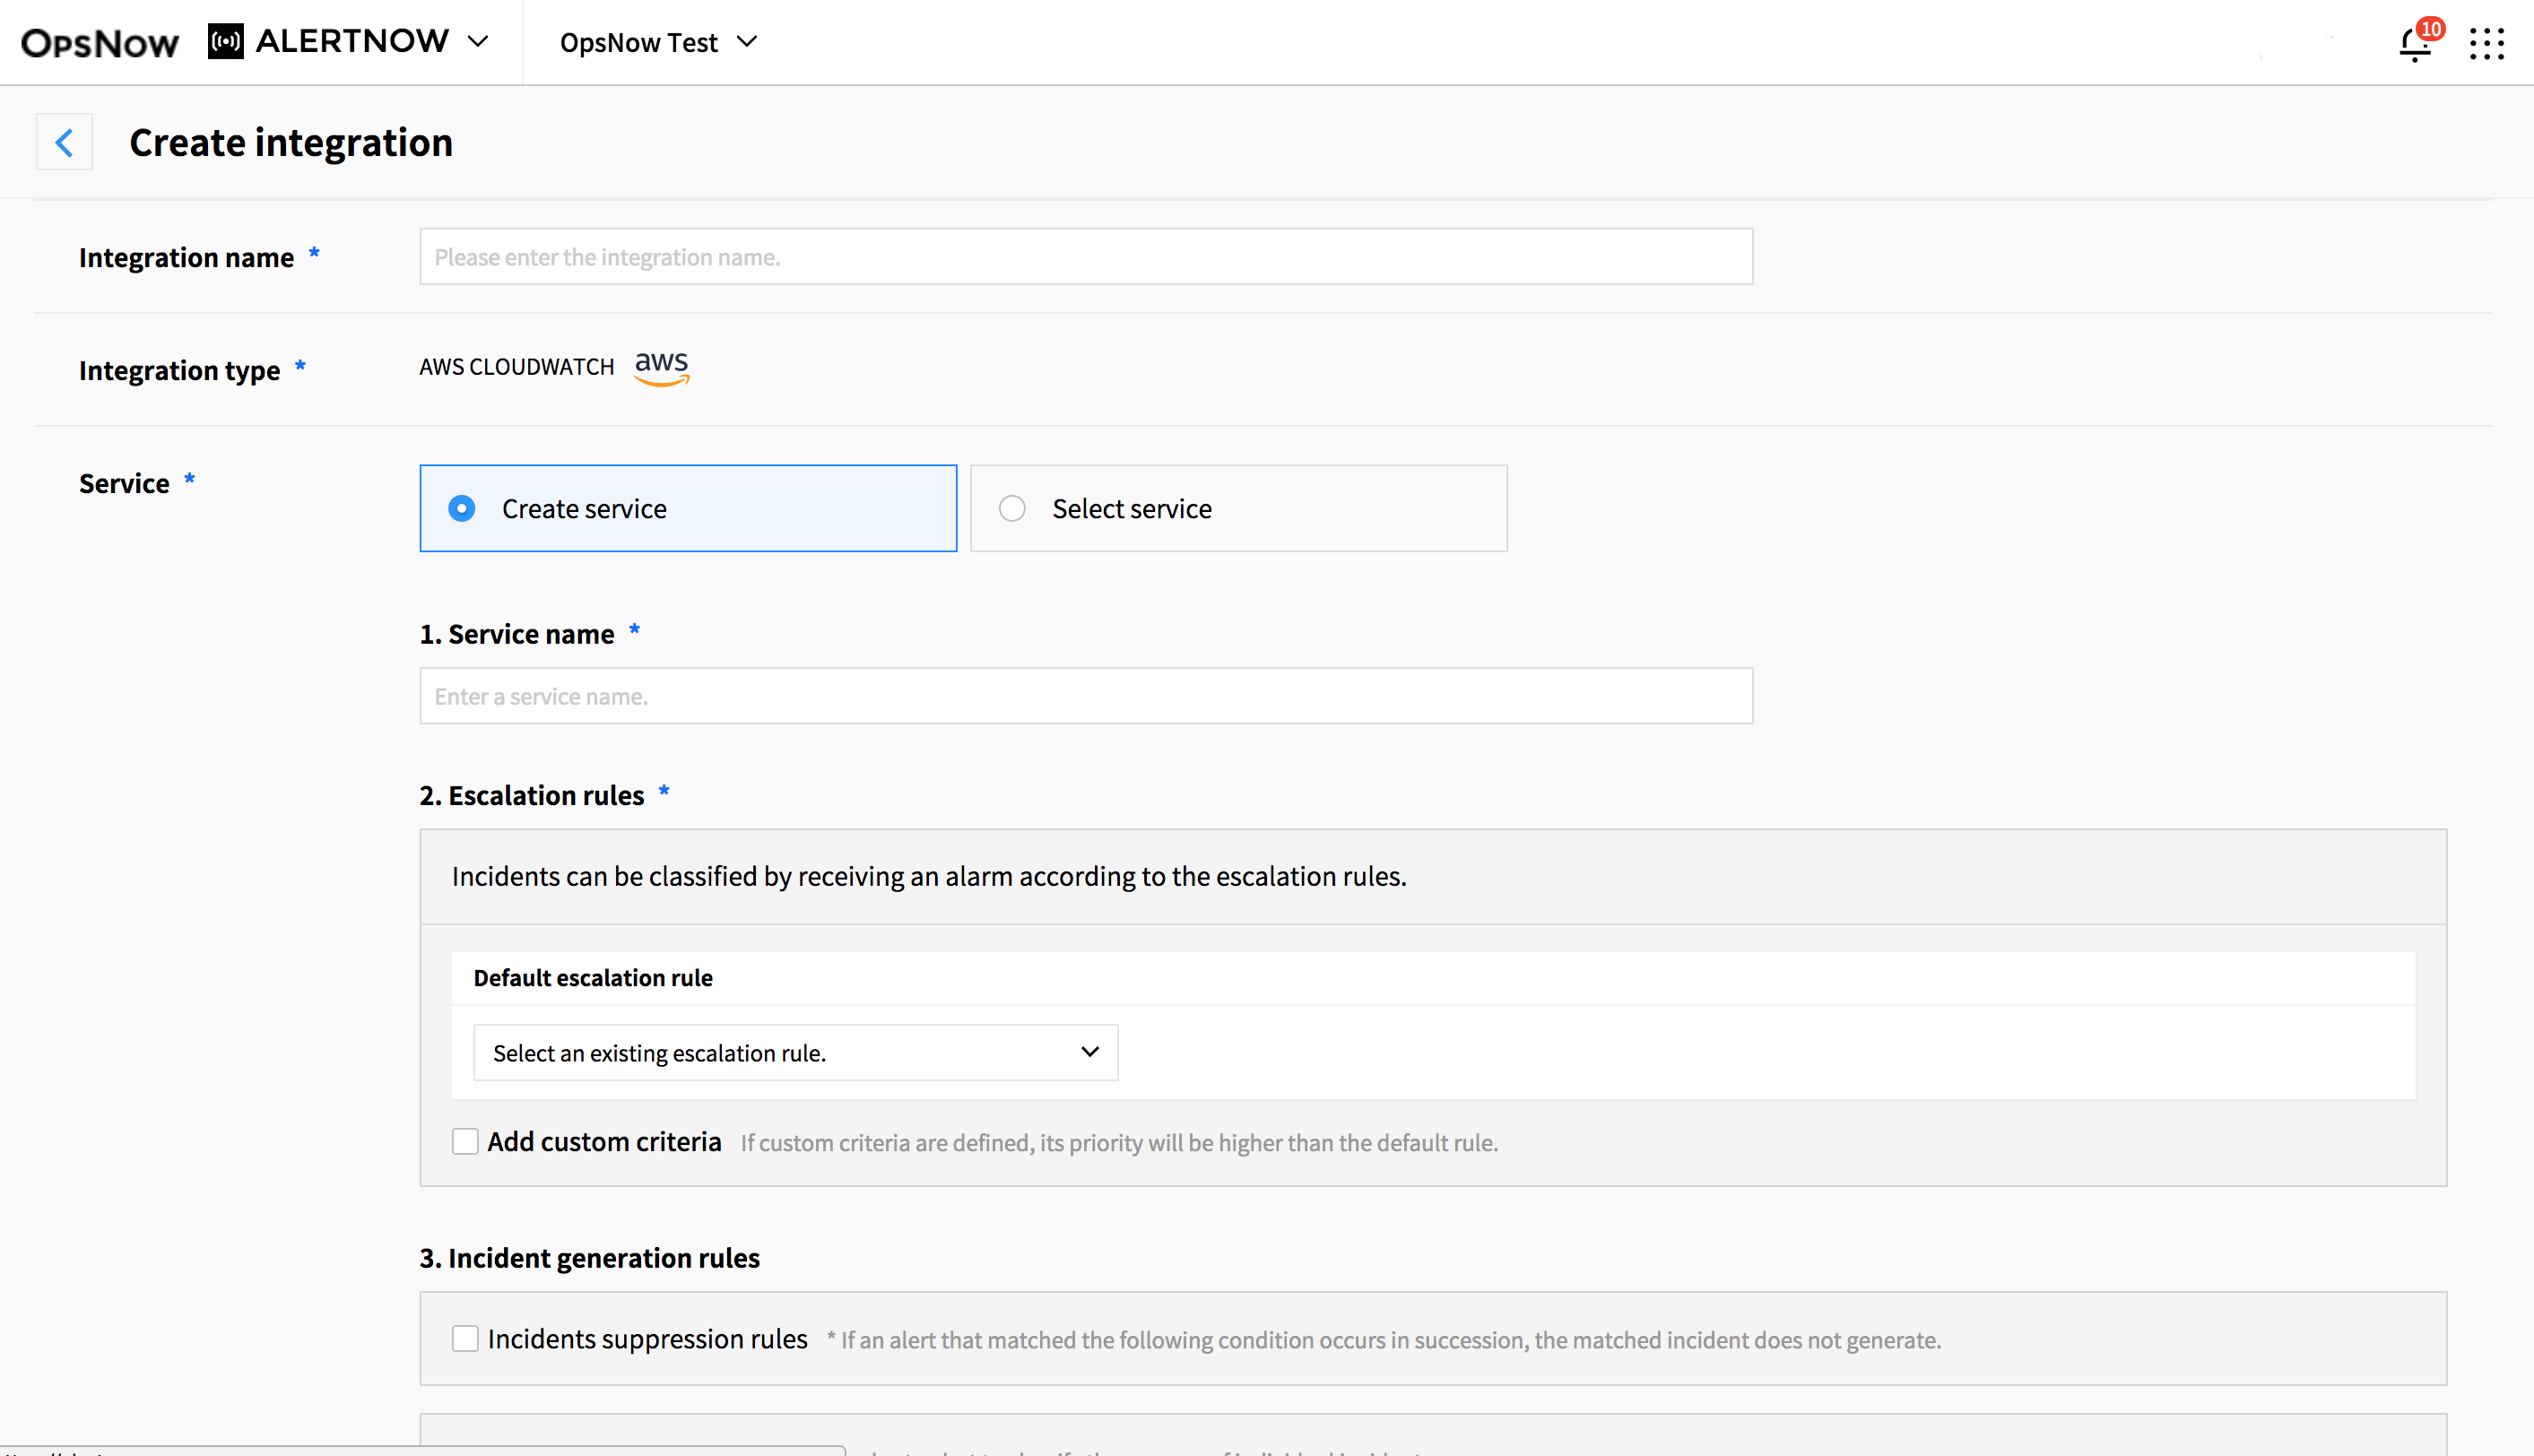 OpsNow ALERTNOW OpsNow Test 10
Create integration
Integration name *
Please enter the integration name.
Integration type *
AWS CLOUDWATCH aws
Service *
Create service
Select service
1. Service name *
Enter a service name.
2. Escalation rules *
Incidents can be classified by receiving an alarm according to the escalation rules.
Default escalation rule
Select an existing escalation rule.
Add custom criteria If custom criteria are defined, its priority will be higher than the default rule.
3. Incident generation rules
Incidents suppression rules * If an alert that matched the following condition occurs in succession, the matched incident does not generate.